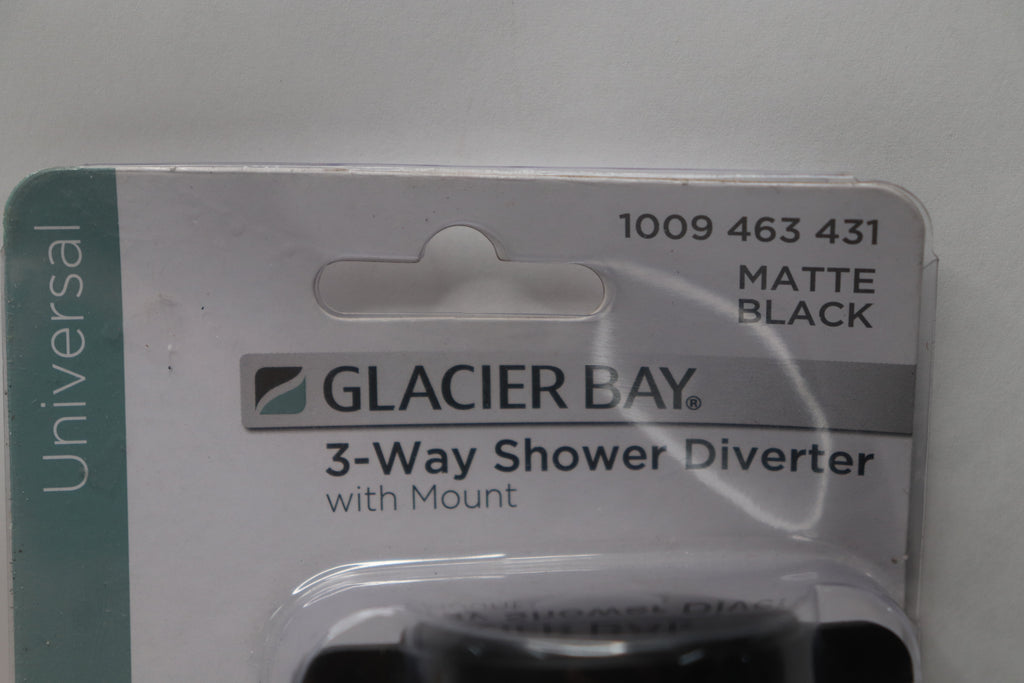 Universal
1009 463 431
MATTE
BLACK
GLACIER BAY®
3-Way Shower Diverter
with Mount